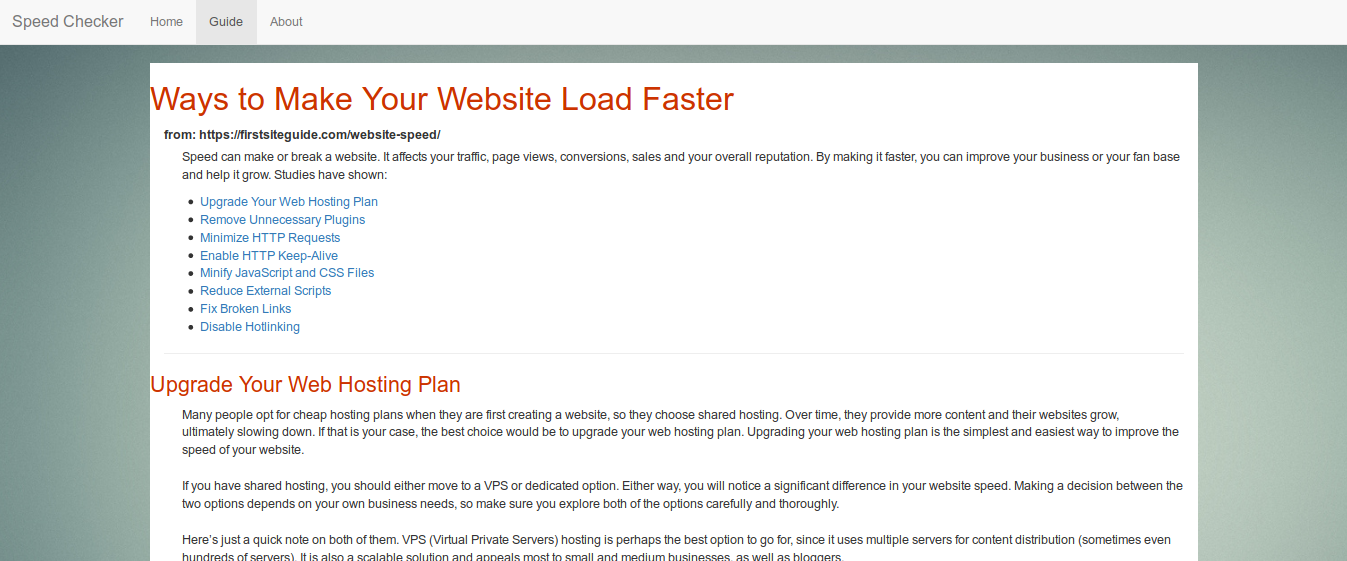 Speed Checker Home Guide About
Ways to Make Your Website Load Faster
from: https://firstsiteguide.com/website-speed/
Speed can make or break a website. It affects your traffic, page views, conversions, sales and your overall reputation. By making it faster, you can improve your business or your fan base
and help it grow. Studies have shown:
Upgrade Your Web Hosting Plan
Remove Unnecessary Plugins
Minimize HTTP Requests
Enable HTTP Keep-Alive
Minify JavaScript and CSS Files
Reduce External Scripts
Fix Broken Links
Disable Hotlinking
Upgrade Your Web Hosting Plan
Many people opt for cheap hosting plans when they are first creating a website, so they choose shared hosting. Over time, they provide more content and their websites grow,
ultimately slowing down. If that is your case, the best choice would be to upgrade your web hosting plan. Upgrading your web hosting plan is the simplest and easiest way to improve the
speed of your website.
If you have shared hosting, you should either move to a VPS or dedicated option. Either way, you will notice a significant difference in your website speed. Making a decision between the
two options depends on your own business needs, so make sure you explore both of the options carefully and thoroughly.
Here's just a quick note on both of them. VPS (Virtual Private Servers) hosting is perhaps the best option to go for, since it uses multiple servers for content distribution (sometimes even
hundreds of servers). It is also a scalable solution and appeals most to small and medium businesses, as well as bloggers.